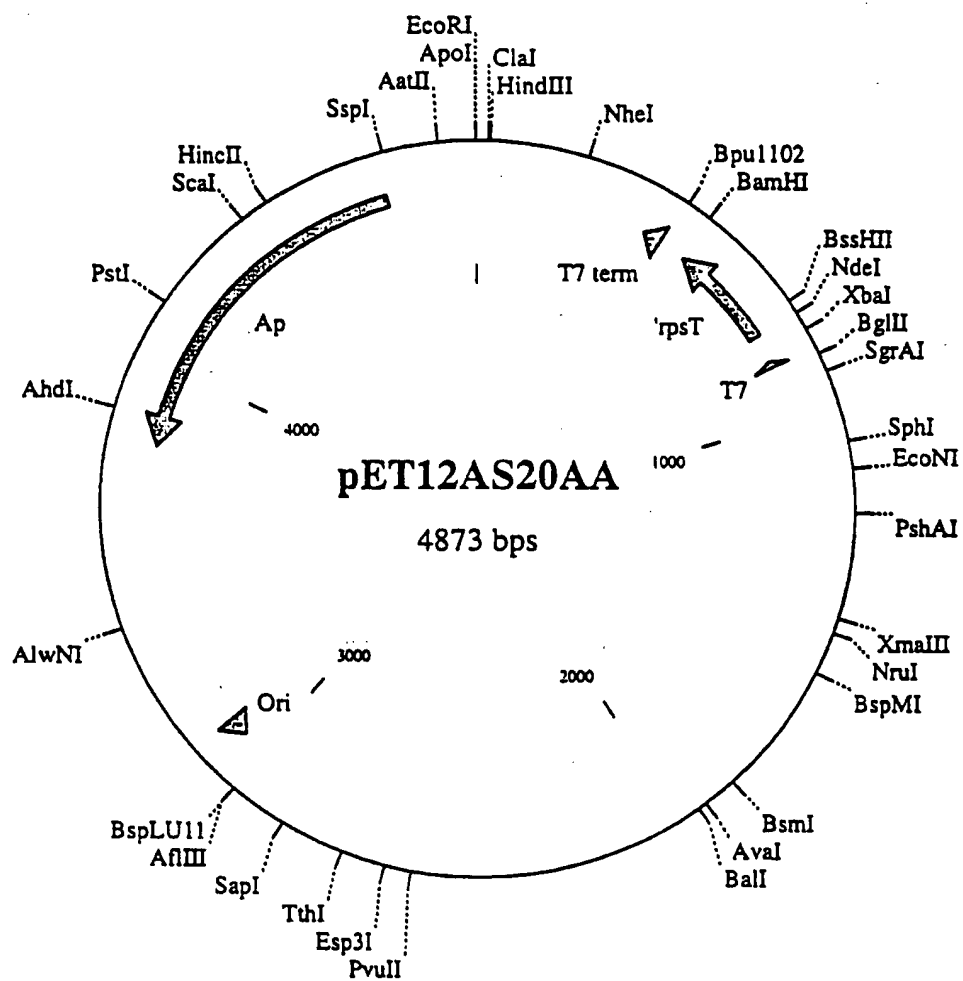 EcoRI
ApoI
ClaI
AatII
HindIII
SspI
NheI
HincII
Bpu1102
ScaI
BamHI
BssHII
PstI
NdeI
T7 term
XbaI
Ap
'rpsT
BglII
SgrAI
AhdI
T7
4000
SphI
1000
EcoNI
pET12AS20AA
PshAI
4873 bps
XmaIII
AlwNI
3000
NruI
2000
Ori
BspMI
BspLU11
BsmI
AflIII
AvaI
SapI
BalI
TthI
Esp3I
PvuII